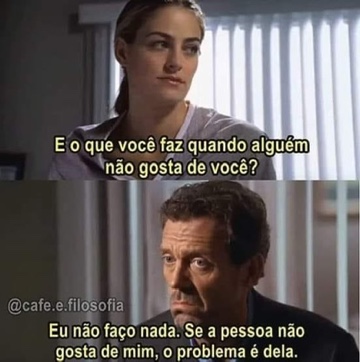 E o que você faz quando alguém
não gosta de você?
@cafe.e.filosofia
Eu não faço nada. Se a pessoa não
gosta de mim, o problema é dela.